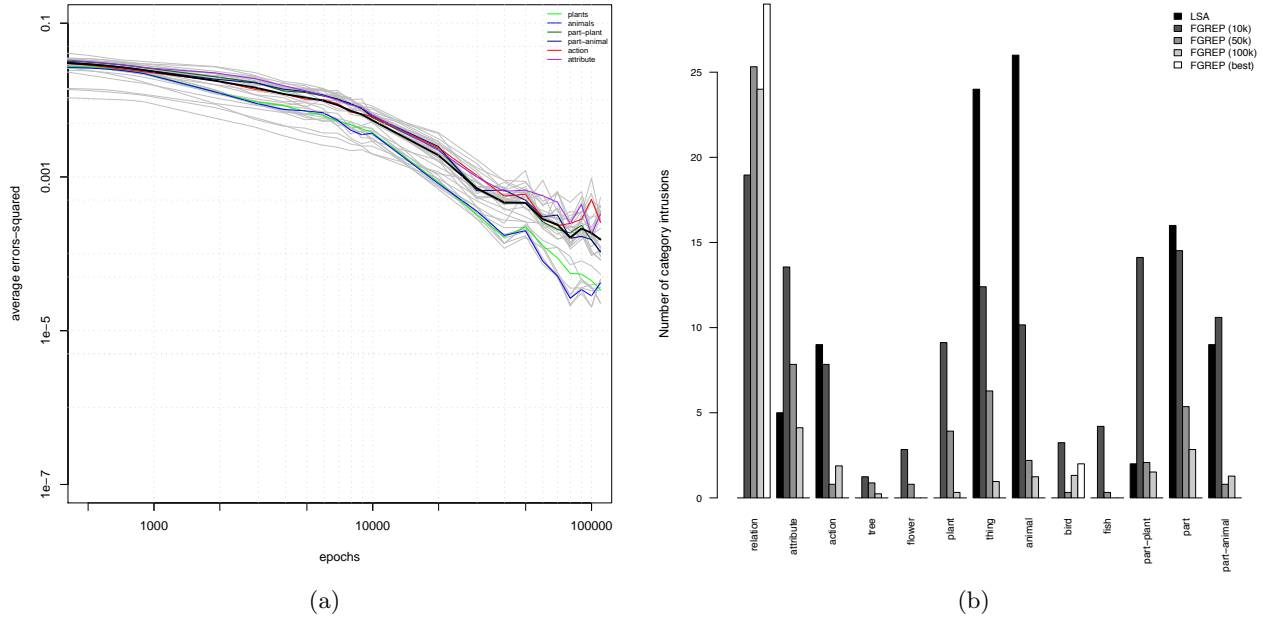 plants
animals
part−plant
part−animal
action
attribute
0.1
0.001
1e−5
1e−7
average errors−squared
1000
10000
100000
epochs
(a)
LSA
FGREP (10k)
FGREP (50k)
FGREP (100k)
FGREP (best)
25
20
15
10
5
0
Number of category intrusions
relation
attribute
action
tree
flower
plant
thing
animal
bird
fish
part−plant
part
part−animal
(b)